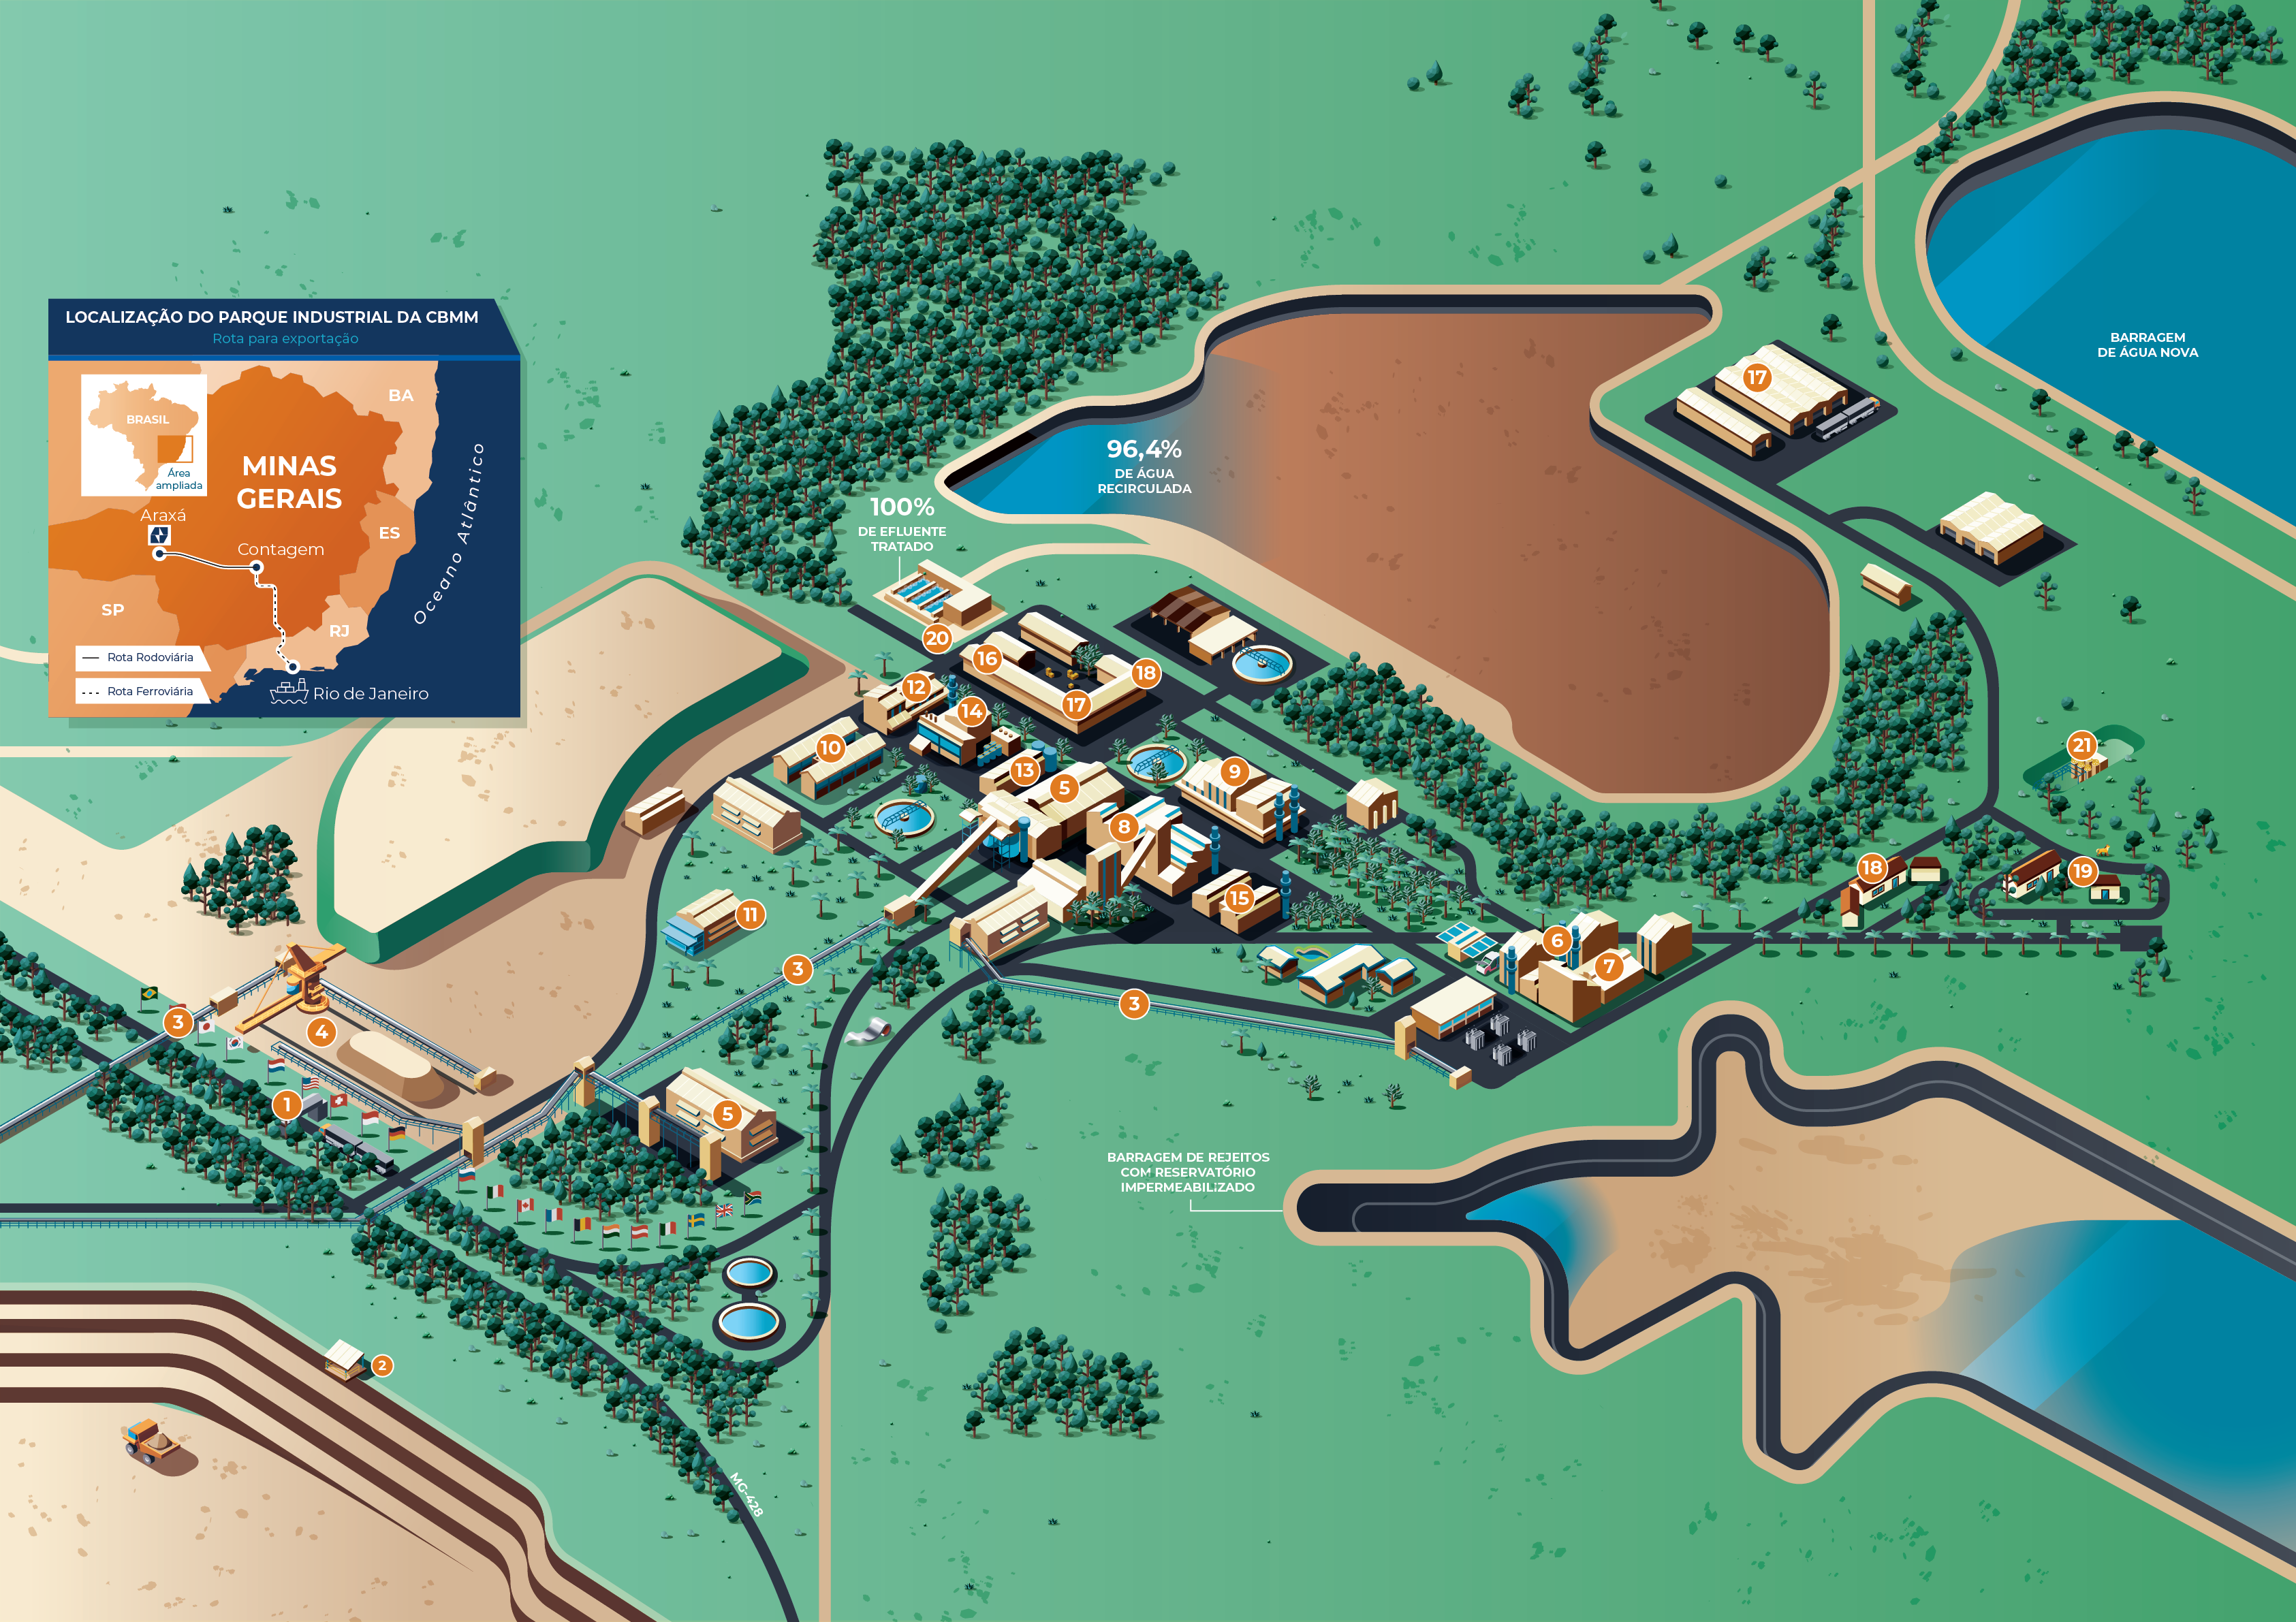 LOCALIZAÇÃO DO PARQUE INDUSTRIAL DA CBMM
Rota para exportação
BRASIL
Área
ampliada
MINAS
GERAIS
BA
ES
SP
RJ
Araxá
Contagem
Rio de Janeiro
Oceano Atlântico
Rota Rodoviária
Rota Ferroviária
BARRAGEM
DE ÁGUA NOVA
17
96,4%
DE ÁGUA
RECIRCULADA
100%
DE EFLUENTE
TRATADO
20
16
18
12
17
14
10
13
5
9
8
21
18
19
15
11
6
7
3
3
3
4
1
5
BARRAGEM DE REJEITOS
COM RESERVATÓRIO
IMPERMEABILIZADO
2
MG-428